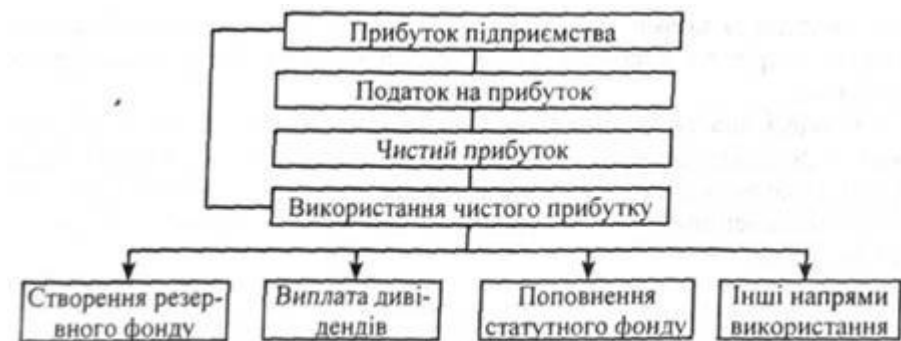 Прибуток підприємства
Податок на прибуток
Чистий прибуток
Використання чистого прибутку
Створення резер-
вного фонду
Виплата диві-
дендів
Поповнення
статутного фонду
Інші напрями
використання